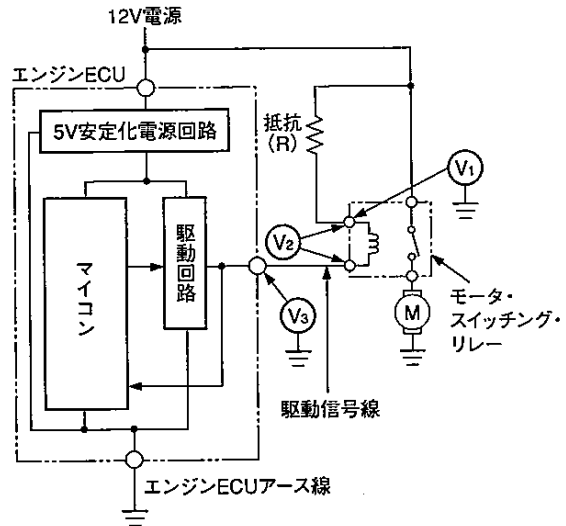 12V電源
エンジンECU
5V安定化電源回路
抵抗
(R)
V1
V2
マイコン
駆動回路
V3
M
モータ・
スイッチング・
リレー
駆動信号線
エンジンECUアース線